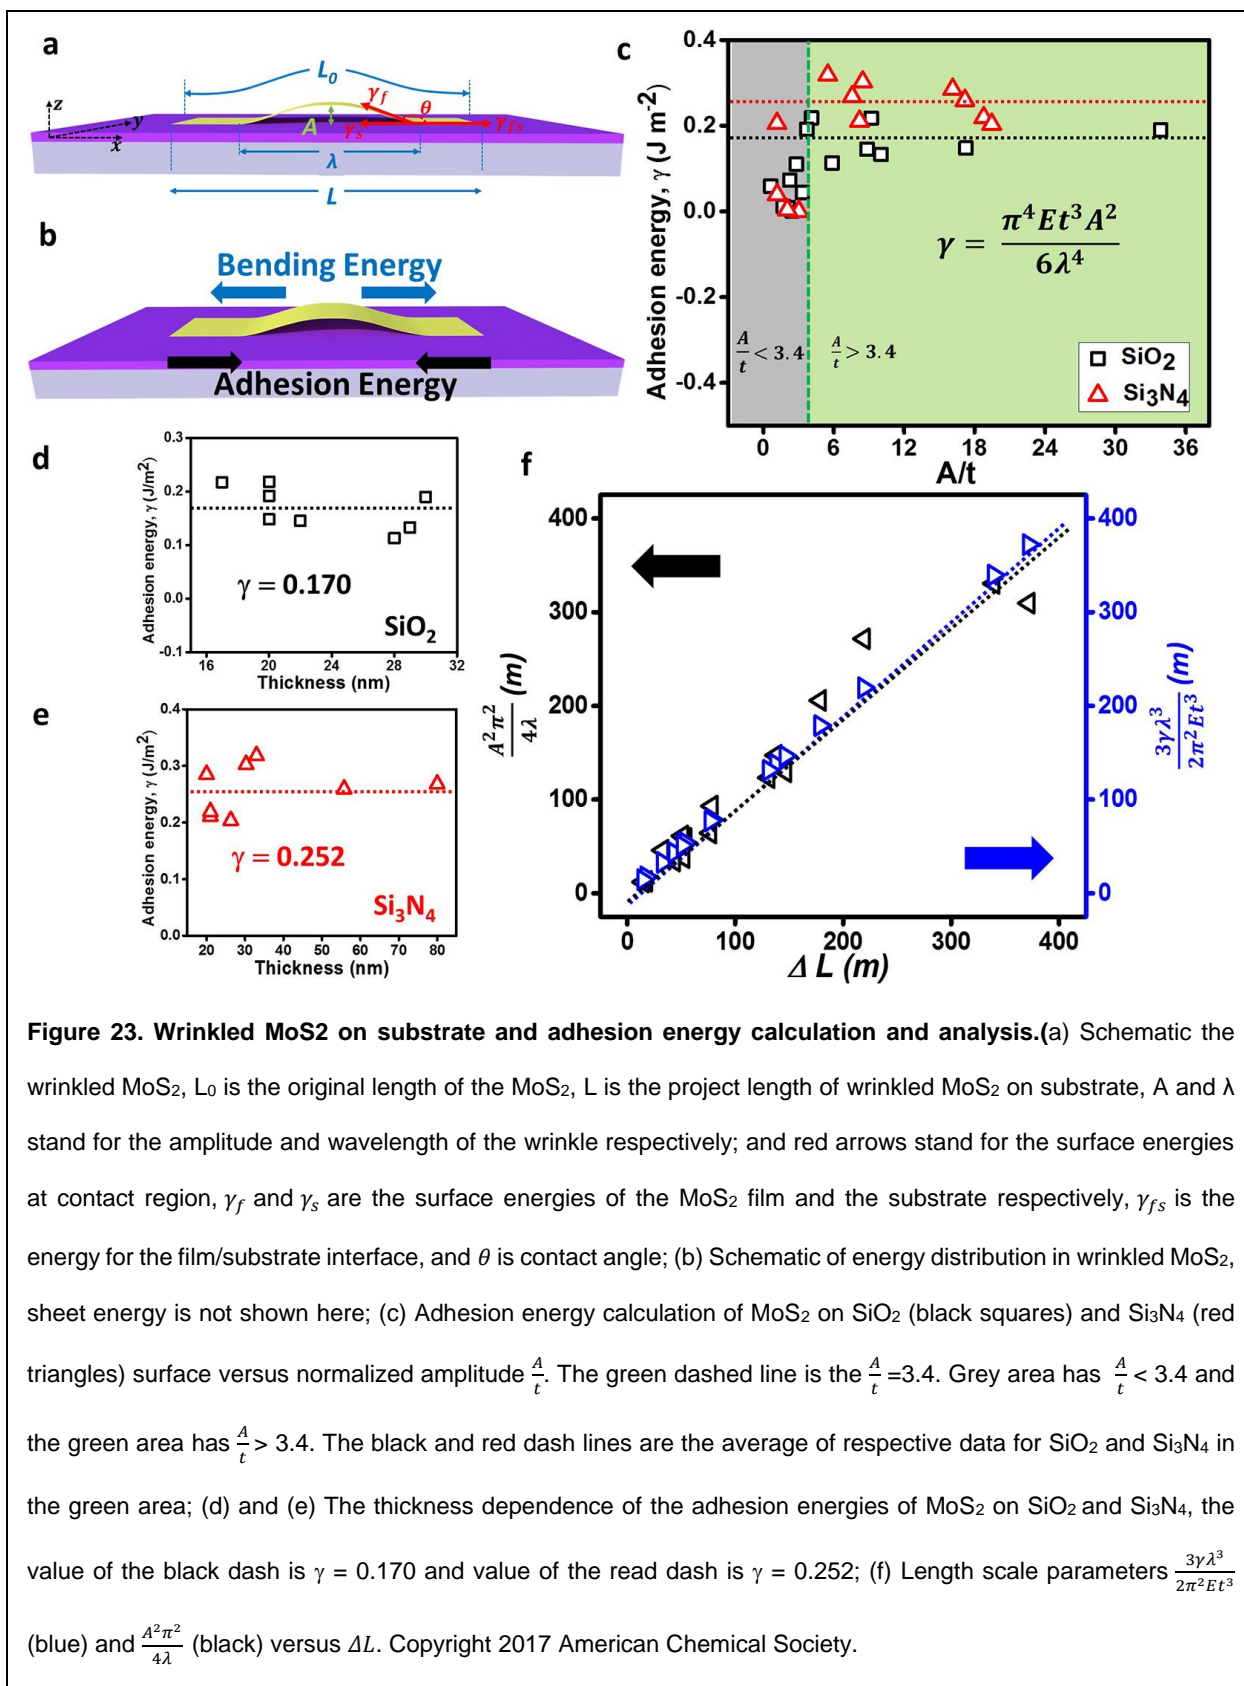 a
L₀
z
y
x
A
γf
θ
γs
γfs
λ
L
b
Bending Energy
Adhesion Energy
c
Adhesion energy, γ (J m⁻²)
0.4
0.2
0.0
-0.2
-0.4
γ = π⁴Et³A² / 6λ⁴
A/t < 3.4
A/t > 3.4
SiO₂
Si₃N₄
0 6 12 18 24 30 36
A/t
d
Adhesion energy, γ (J/m²)
0.3
0.2
0.1
0.0
-0.1
γ = 0.170
SiO₂
16 20 24 28 32
Thickness (nm)
e
Adhesion energy, γ (J/m²)
0.4
0.3
0.2
0.1
0.0
γ = 0.252
Si₃N₄
20 30 40 50 60 70 80
Thickness (nm)
f
A²π²/4λ (m)
400
300
200
100
0
400
300
200
100
0
3γλ³/2π²Et³ (m)
0 100 200 300 400
Δ L (m)
Figure 23. Wrinkled MoS2 on substrate and adhesion energy calculation and analysis.(a) Schematic the
wrinkled MoS₂, L₀ is the original length of the MoS₂, L is the project length of wrinkled MoS₂ on substrate, A and λ
stand for the amplitude and wavelength of the wrinkle respectively; and red arrows stand for the surface energies
at contact region, γf and γs are the surface energies of the MoS₂ film and the substrate respectively, γfs is the
energy for the film/substrate interface, and θ is contact angle; (b) Schematic of energy distribution in wrinkled MoS₂,
sheet energy is not shown here; (c) Adhesion energy calculation of MoS₂ on SiO₂ (black squares) and Si₃N₄ (red
triangles) surface versus normalized amplitude A/t. The green dashed line is the A/t =3.4. Grey area has A/t < 3.4 and
the green area has A/t > 3.4. The black and red dash lines are the average of respective data for SiO₂ and Si₃N₄ in
the green area; (d) and (e) The thickness dependence of the adhesion energies of MoS₂ on SiO₂ and Si₃N₄, the
value of the black dash is γ = 0.170 and value of the read dash is γ = 0.252; (f) Length scale parameters 3γλ³/2π²Et³
(blue) and A²π²/4λ (black) versus ΔL. Copyright 2017 American Chemical Society.